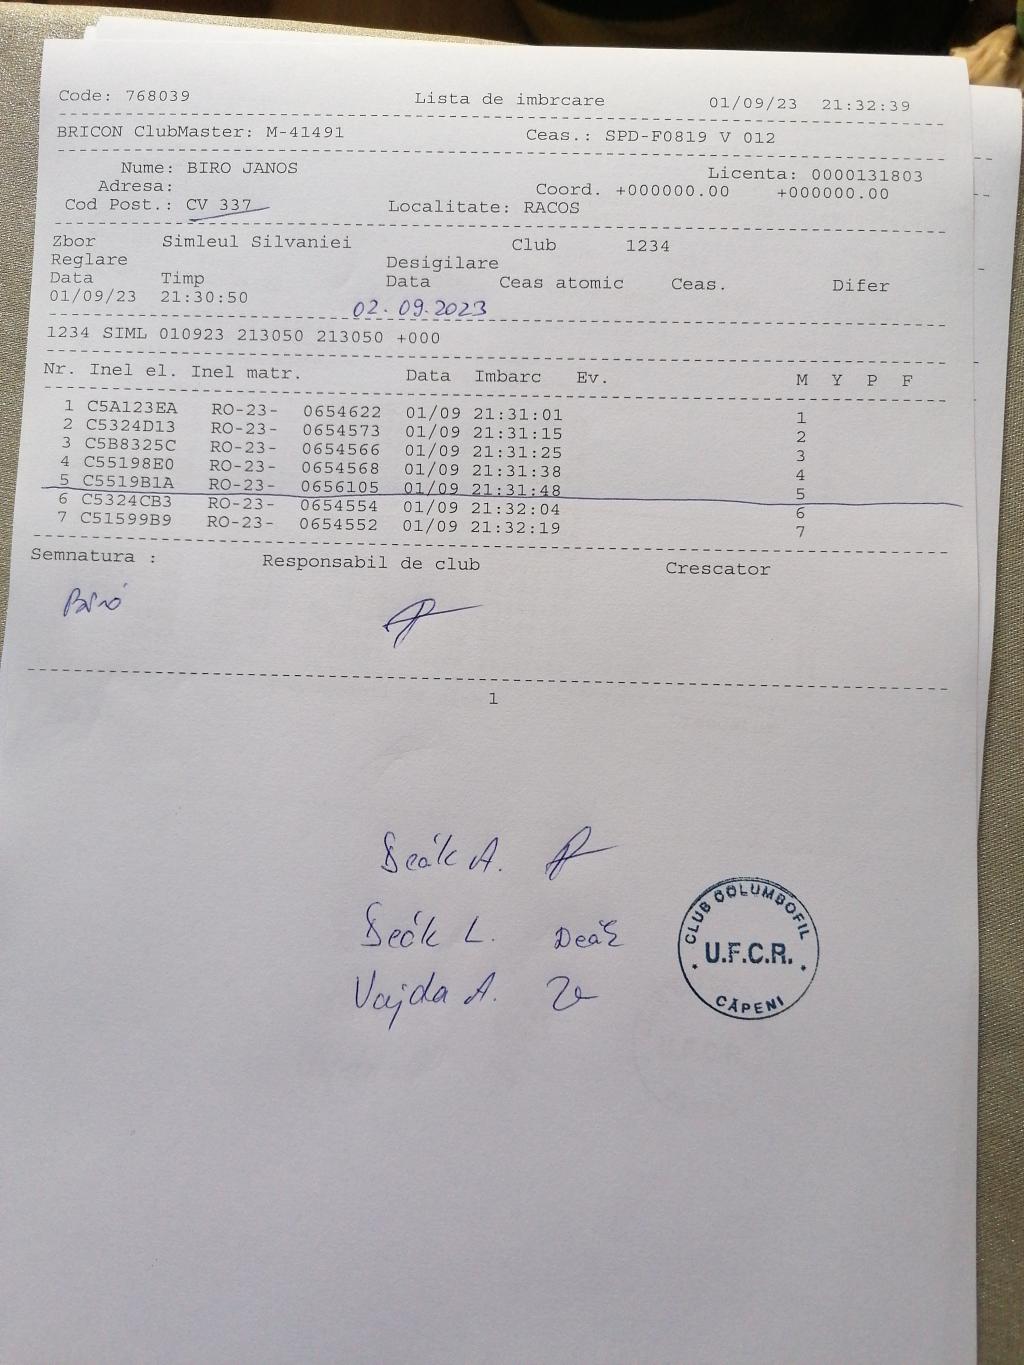 Code: 768039 Lista de imbrcare 01/09/23 21:32:39
BRICON ClubMaster: M-41491 Ceas.: SPD-F0819 V 012
Nume: BIRO JANOS Licenta: 0000131803
Adresa: Coord. +000000.00 +000000.00
Cod Post.: CV 337 Localitate: RACOS
Zbor Simleul Silvaniei Club 1234
Reglare Desigilare
Data Timp Data Ceas atomic Ceas. Difer
01/09/23 21:30:50 02.09.2023
1234 SIML 010923 213050 213050 +000
Nr. Inel el. Inel matr. Data Imbarc Ev. M Y P F
1 C5A123EA RO-23- 0654622 01/09 21:31:01 1
2 C5324D13 RO-23- 0654573 01/09 21:31:15 2
3 C5B8325C RO-23- 0654566 01/09 21:31:25 3
4 C55198E0 RO-23- 0654568 01/09 21:31:38 4
5 C5519B1A RO-23- 0656105 01/09 21:31:48 5
6 C5324CB3 RO-23- 0654554 01/09 21:32:04 6
7 C51599B9 RO-23- 0654552 01/09 21:32:19 7
Semnatura : Responsabil de club Crescator
Biró
1
Deák A.
Deák L. Deák
Vajda A.
CLUB COLUMBOFIL
U.F.C.R.
CĂPENI